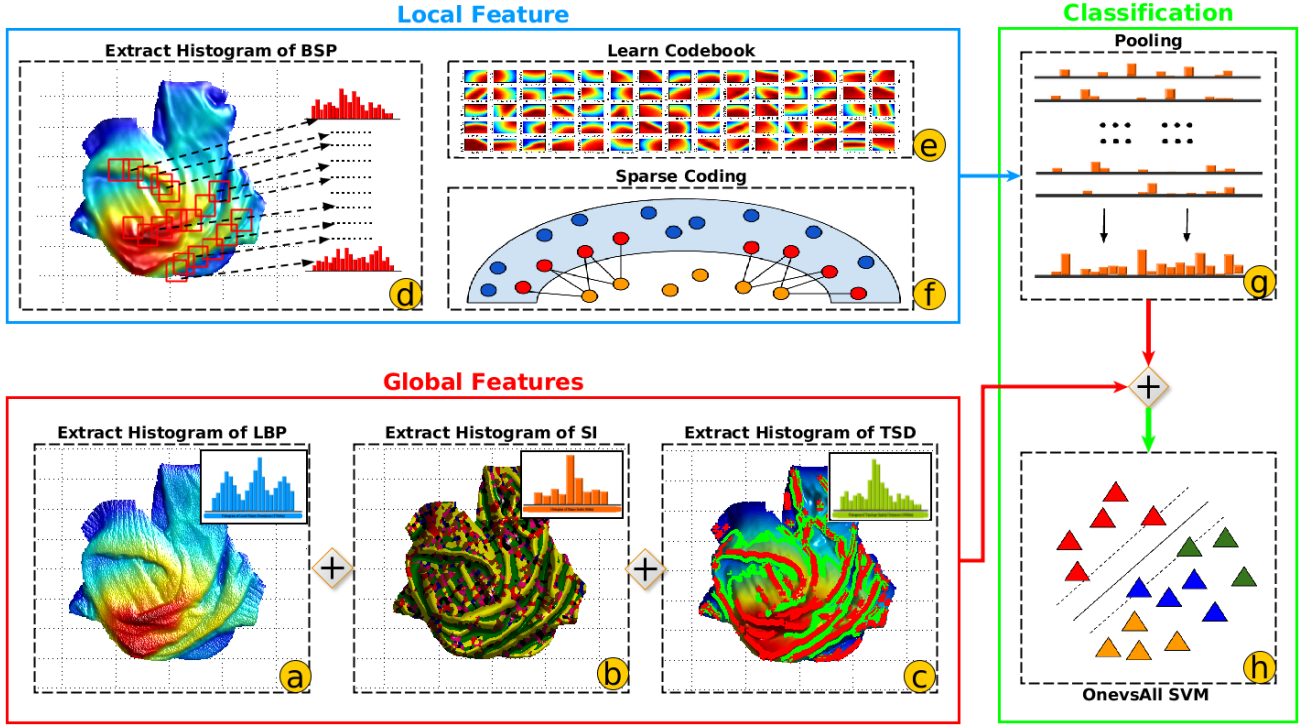 Local Feature
Classification
Extract Histogram of BSP
Learn Codebook
Pooling
e
Sparse Coding
d
f
g
Global Features
Extract Histogram of LBP
Extract Histogram of SI
Extract Histogram of TSD
a
b
c
h
OnevsAll SVM